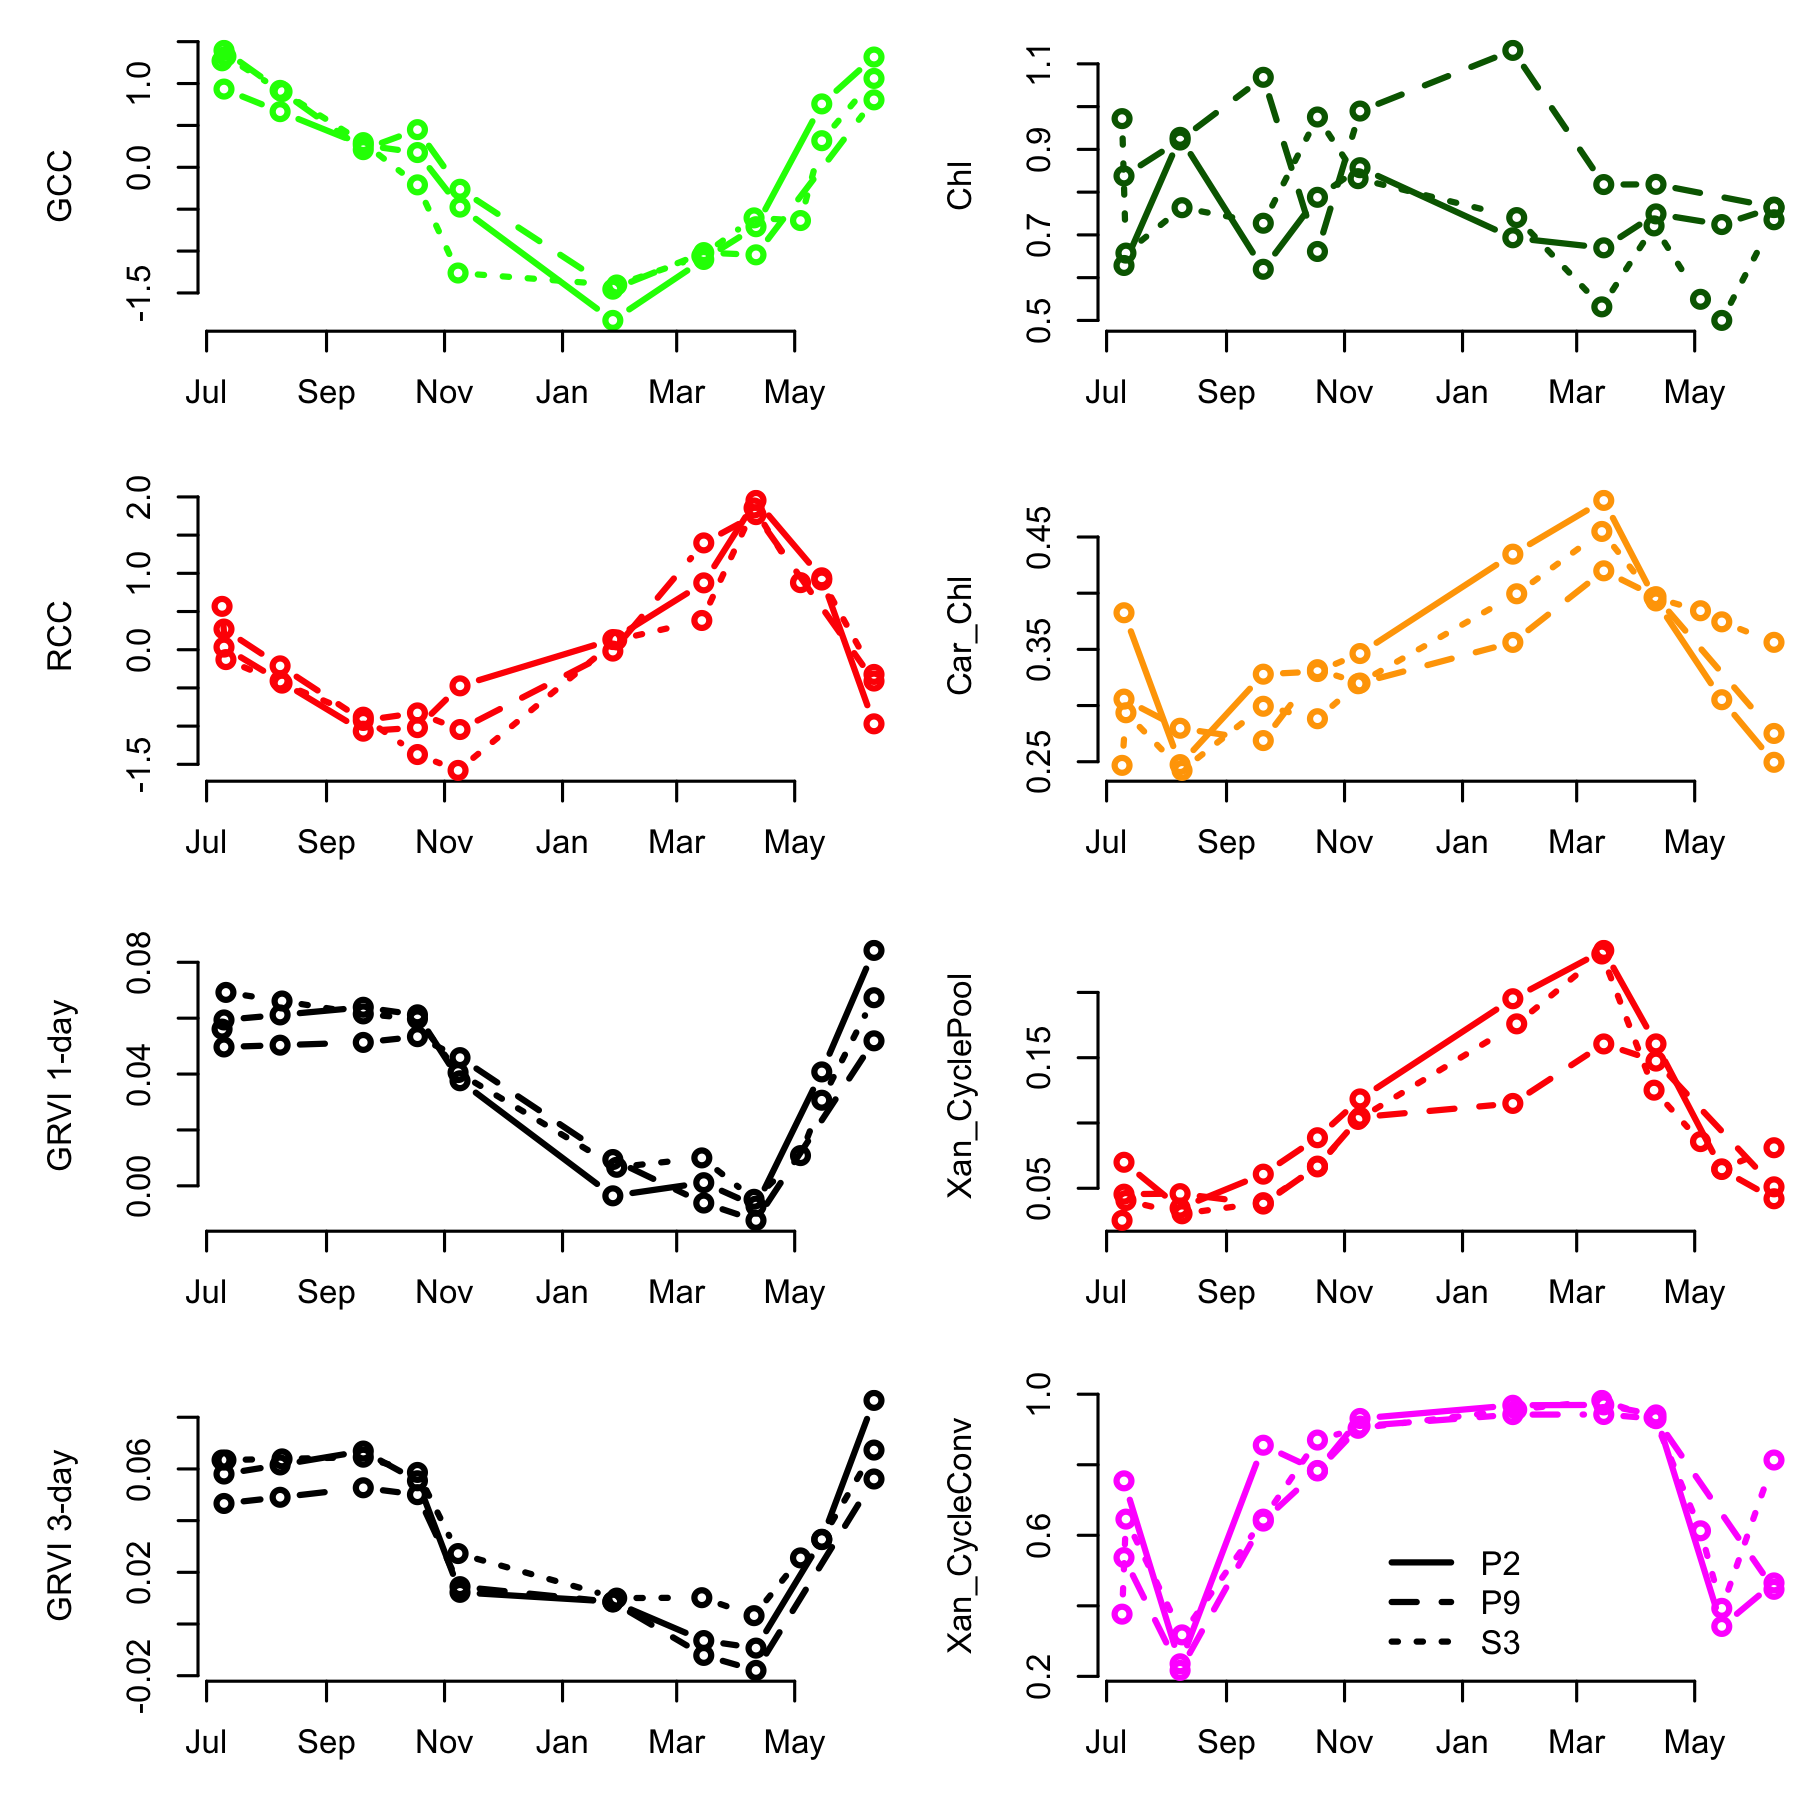 GCC
1.0
0.0
-1.5
Jul Sep Nov Jan Mar May
Chl
1.1
0.9
0.7
0.5
Jul Sep Nov Jan Mar May
RCC
2.0
1.0
0.0
-1.5
Jul Sep Nov Jan Mar May
Car_Chl
0.45
0.35
0.25
Jul Sep Nov Jan Mar May
GRVI 1-day
0.08
0.04
0.00
Jul Sep Nov Jan Mar May
Xan_CyclePool
0.15
0.05
Jul Sep Nov Jan Mar May
GRVI 3-day
0.06
0.02
-0.02
Jul Sep Nov Jan Mar May
Xan_CycleConv
1.0
0.6
0.2
P2
P9
S3
Jul Sep Nov Jan Mar May